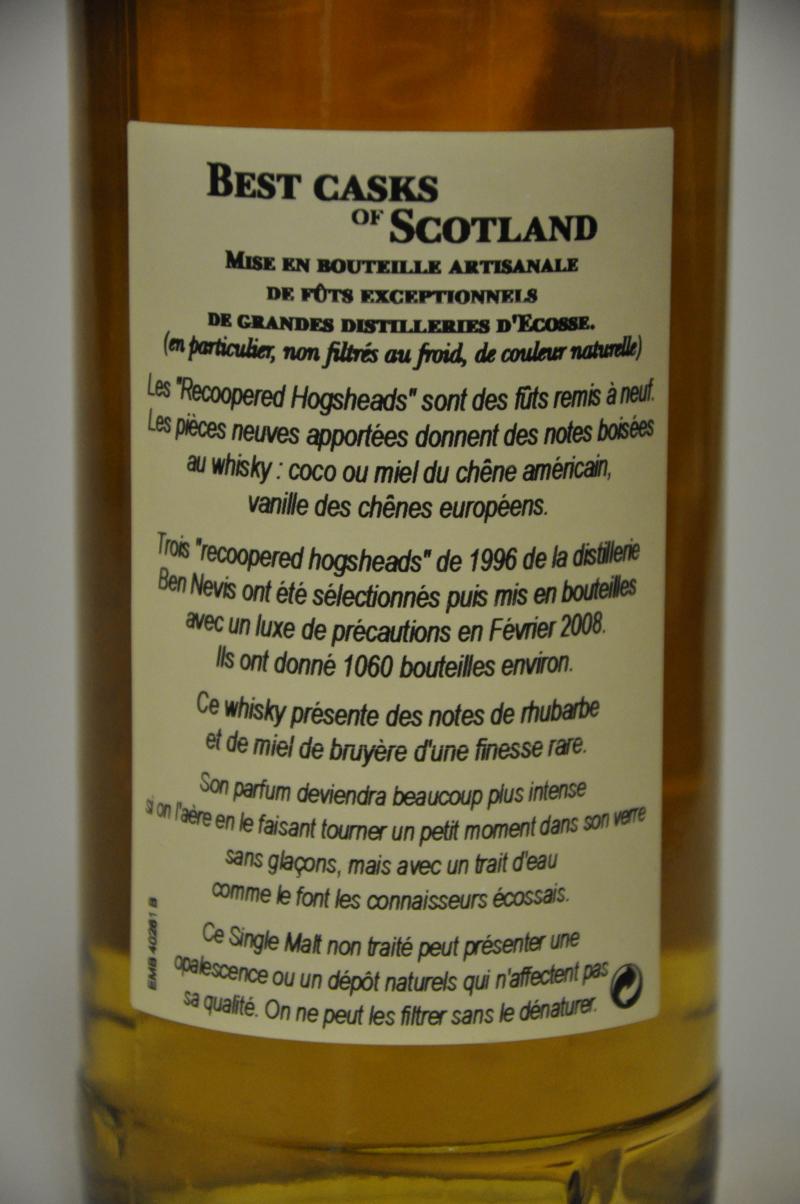 BEST CASKS
OF SCOTLAND
MISE EN BOUTEILLE ARTISANALE
DE FÛTS EXCEPTIONNELS
DE GRANDES DISTILLERIES D'ECOSSE.
(en particulier, non filtrés au froid, de couleur naturelle)
Les "Recoopered Hogsheads" sont des fûts remis à neuf.
Les pièces neuves apportées donnent des notes boisées
au whisky : coco ou miel du chêne américain,
vanille des chênes européens.
Trois "recoopered hogsheads" de 1996 de la distillerie
Ben Nevis ont été sélectionnés puis mis en bouteilles
avec un luxe de précautions en Février 2008.
Ils ont donné 1060 bouteilles environ.
Ce whisky présente des notes de rhubarbe
et de miel de bruyère d'une finesse rare.
Son parfum deviendra beaucoup plus intense
si on l'aère en le faisant tourner un petit moment dans son verre
sans glaçons, mais avec un trait d'eau
comme le font les connaisseurs écossais.
Ce Single Malt non traité peut présenter une
opalescence ou un dépôt naturels qui n'affectent pas
sa qualité. On ne peut les filtrer sans le dénaturer.
EMB 40261 B